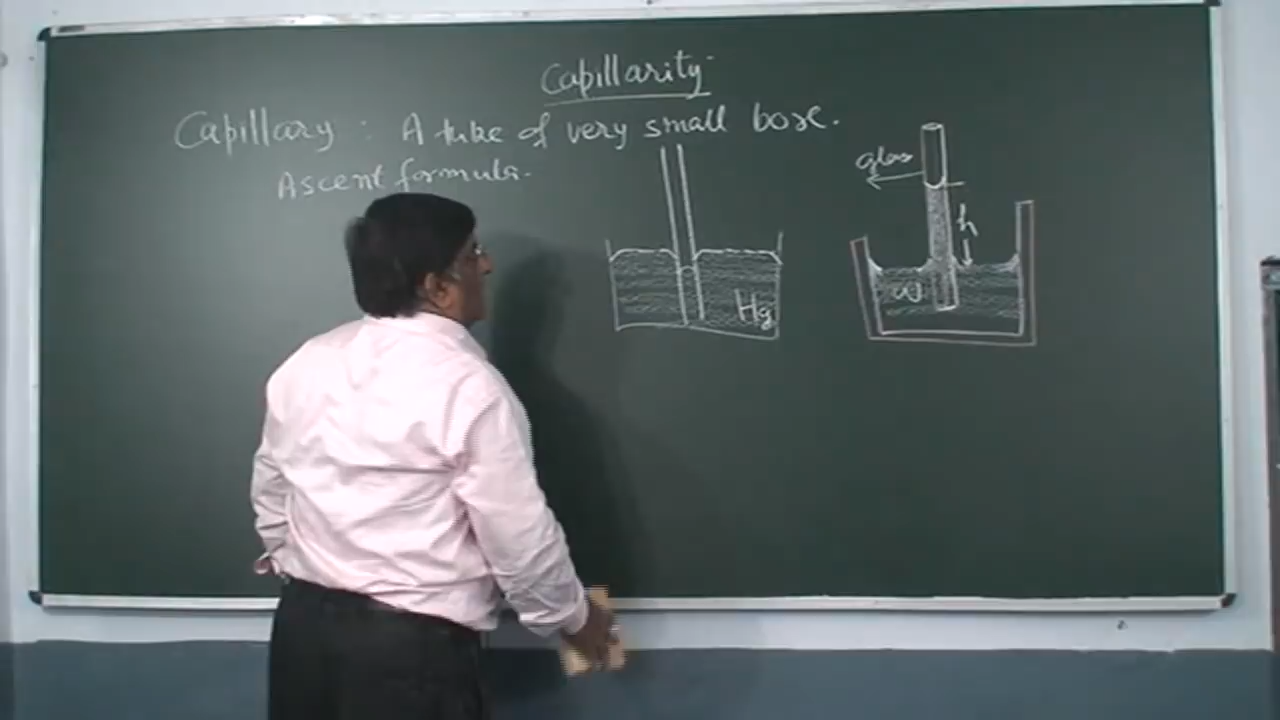 Capillarity
Capillary : A tube of very small bore.
Ascent formula.
glass
h
Hg
W